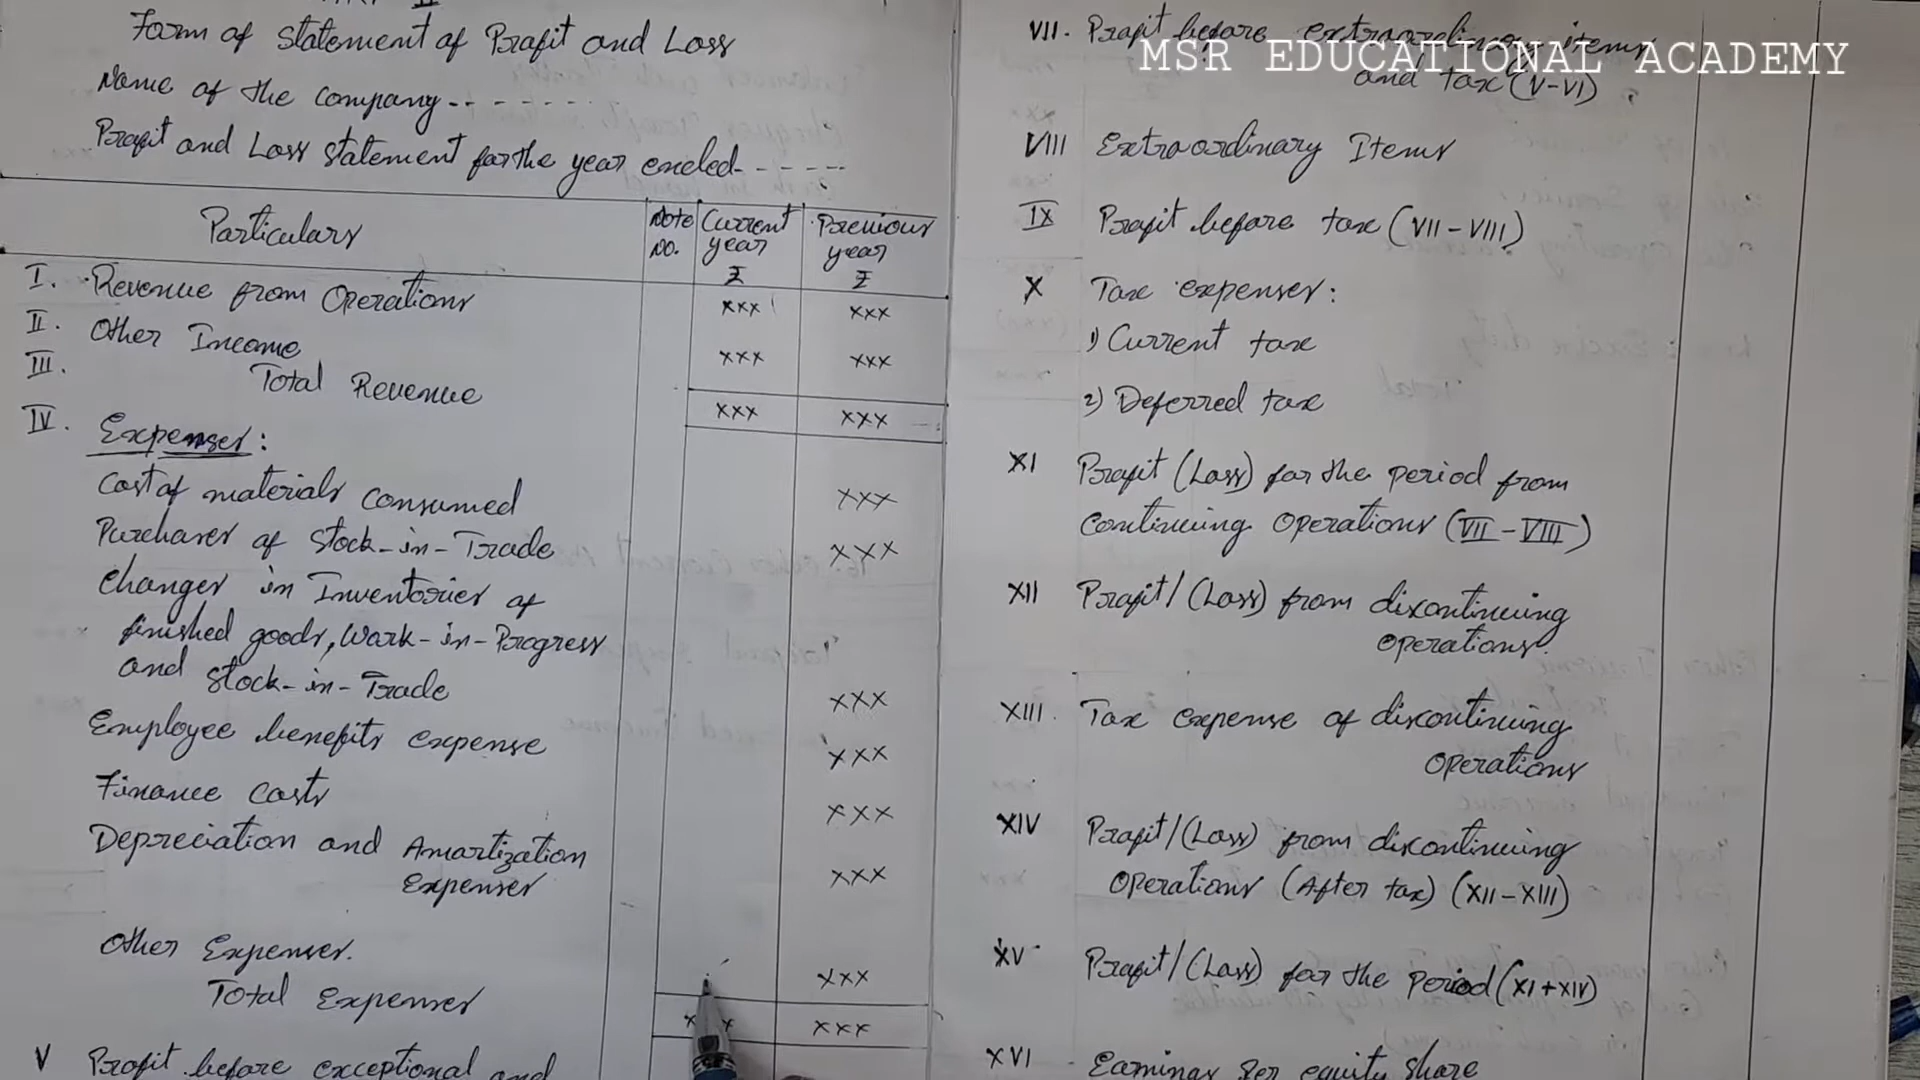 Form of Statement of Profit and Loss
Name of the company
Profit and Loss statement for the year ended
Particulars
Note No.
Current year ₹
Previous year ₹
I. Revenue from Operations xxx xxx
II. Other Income xxx xxx
III. Total Revenue xxx xxx
IV. Expenses:
Cost of materials consumed xxx
Purchases of Stock-in-Trade xxx
Changes in Inventories of
finished goods, Work-in-Progress
and Stock-in-Trade xxx
Employee benefits expense xxx
Finance costs xxx
Depreciation and Amortization
Expenses xxx
Other Expenses. xxx
Total Expenses xxx
V Profit before exceptional and
MSR EDUCATIONAL ACADEMY
VII. Profit before extraordinary items
and tax (V-VI)
VIII Extraordinary Items
IX Profit before tax (VII-VIII)
X Tax expenses:
1) Current tax
2) Deferred tax
XI Profit (Loss) for the period from
continuing operations (VII-VIII)
XII Profit/(Loss) from discontinuing
operations.
XIII. Tax expense of discontinuing
operations
XIV Profit/(Loss) from discontinuing
operations (After tax) (XII-XIII)
XV Profit/(Loss) for the Period (XI+XIV)
XVI Earnings per equity share